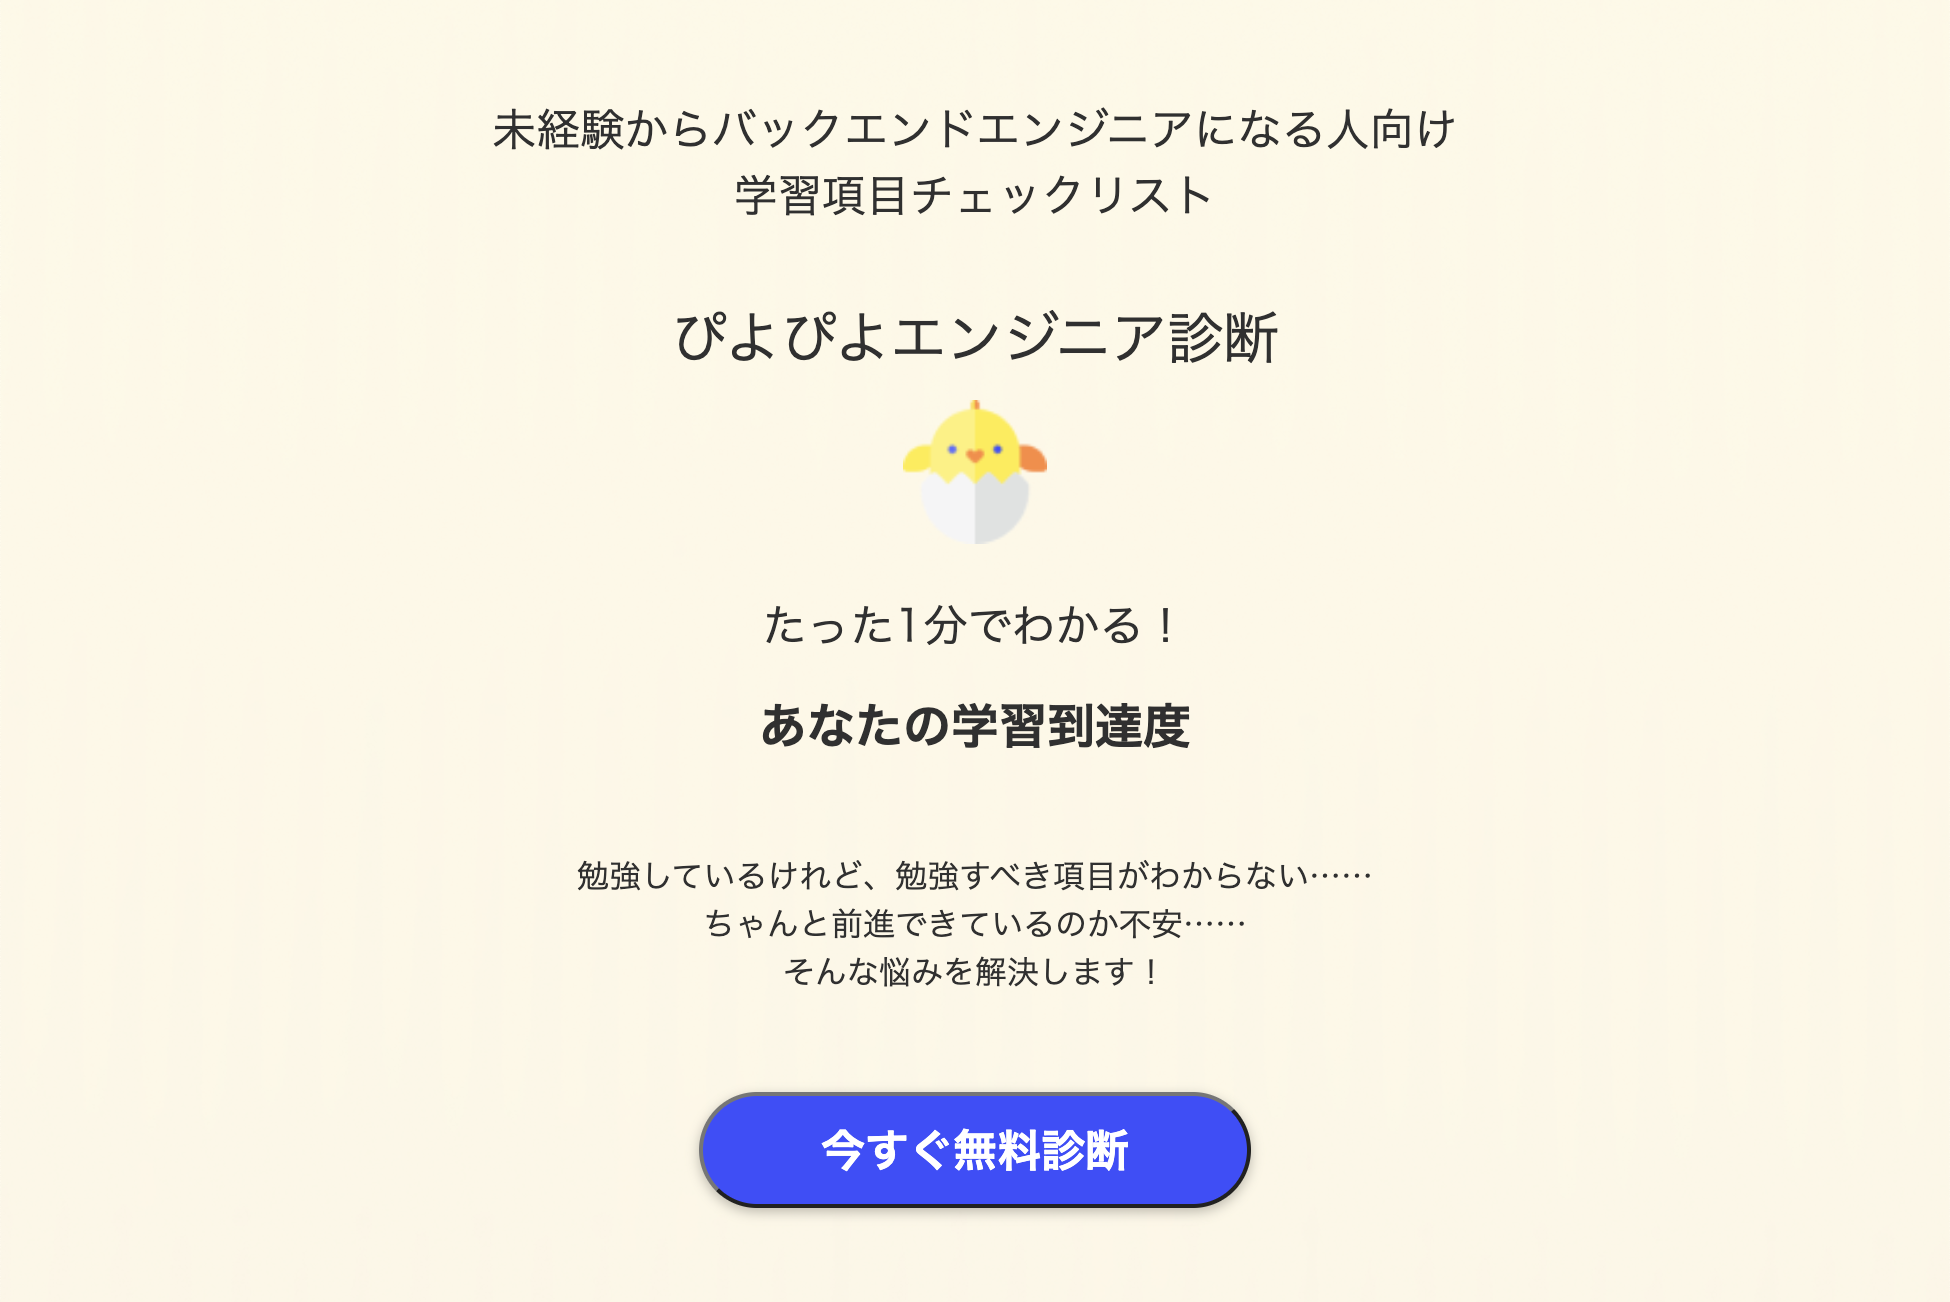 未経験からバックエンドエンジニアになる人向け
学習項目チェックリスト
ぴよぴよエンジニア診断
たった1分でわかる！
あなたの学習到達度
勉強しているけれど、勉強すべき項目がわからない……
ちゃんと前進できているのか不安……
そんな悩みを解決します！
今すぐ無料診断